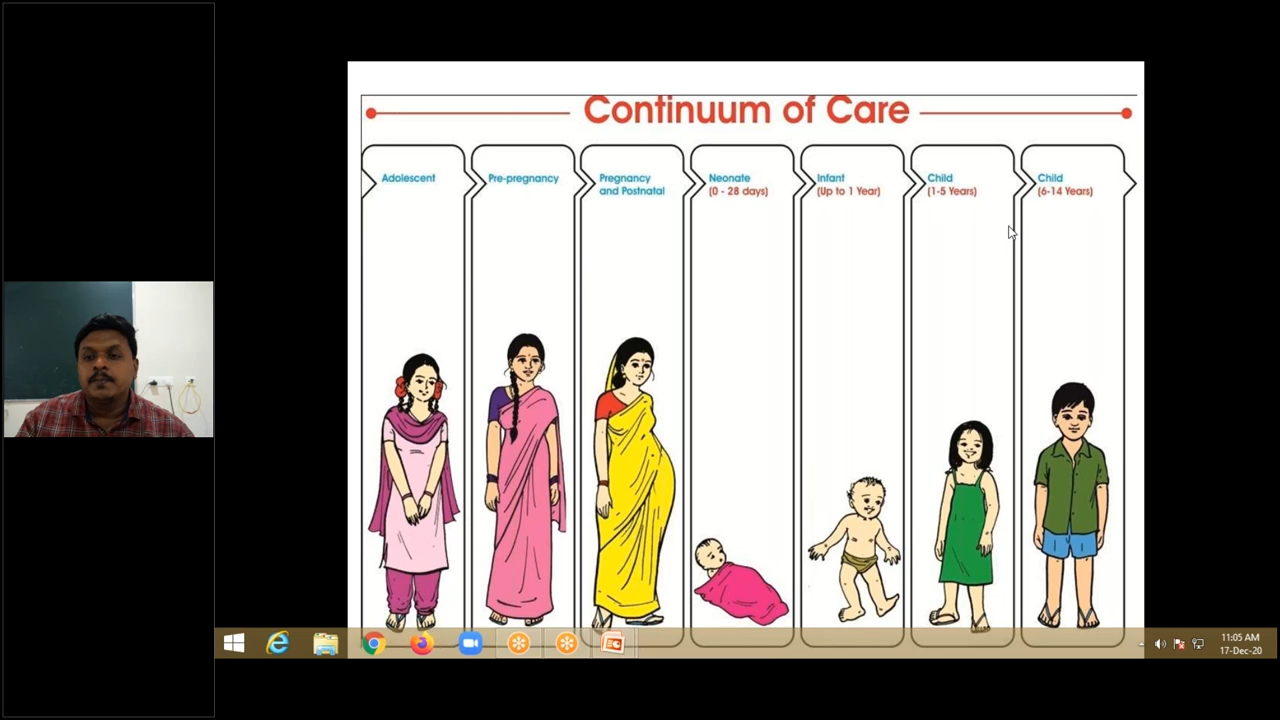 Continuum of Care
Adolescent
Pre-pregnancy
Pregnancy
and Postnatal
Neonate
(0 - 28 days)
Infant
(Up to 1 Year)
Child
(1-5 Years)
Child
(6-14 Years)
11:05 AM
17-Dec-20